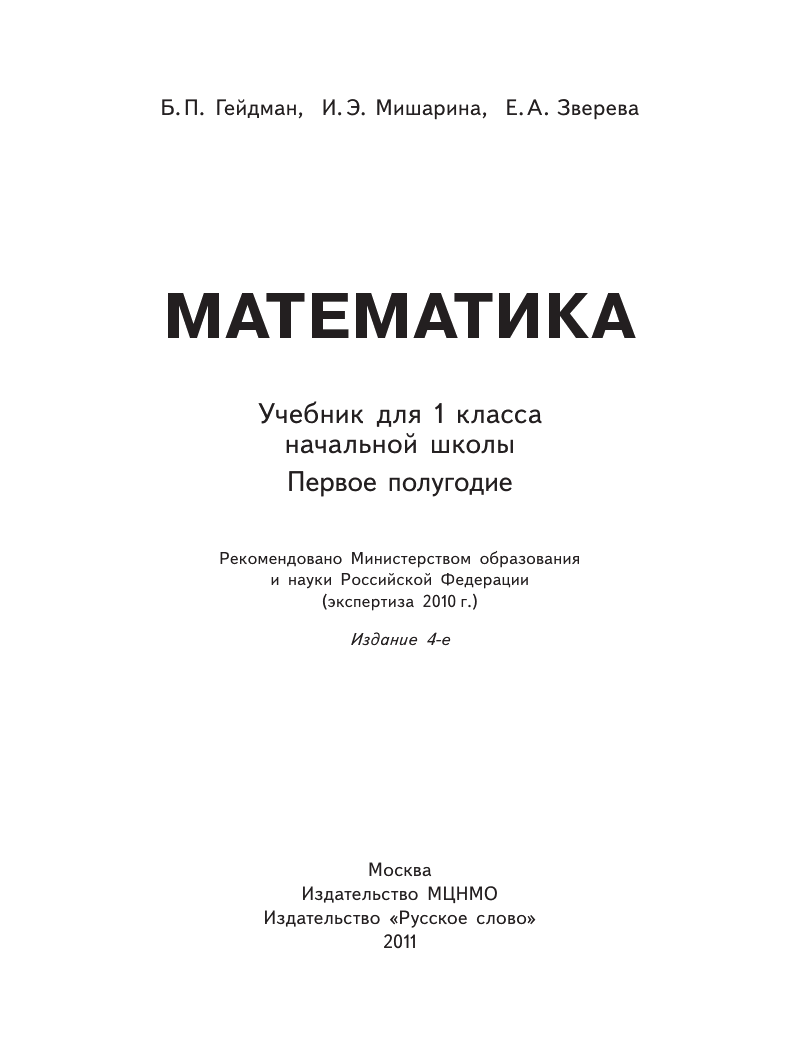 Б. П. Гейдман, И. Э. Мишарина, Е. А. Зверева
МАТЕМАТИКА
Учебник для 1 класса
начальной школы
Первое полугодие
Рекомендовано Министерством образования
и науки Российской Федерации
(экспертиза 2010 г.)
Издание 4-е
Москва
Издательство МЦНМО
Издательство «Русское слово»
2011